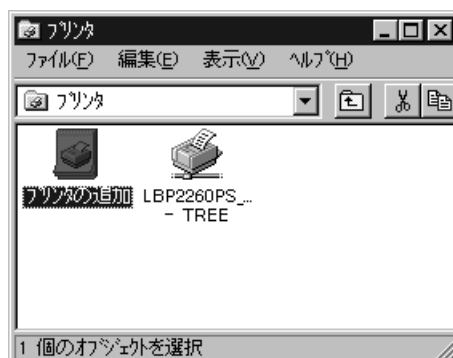 プリンタ
ファイル(F) 編集(E) 表示(V) ヘルプ(H)
プリンタ
プリンタの追加
LBP2260PS_...
- TREE
1 個のオブジェクトを選択